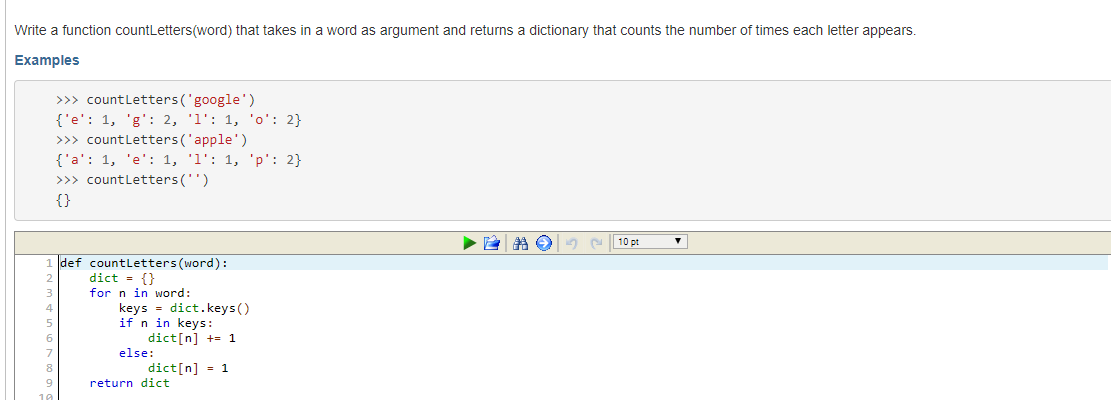 Write a function countLetters(word) that takes in a word as argument and returns a dictionary that counts the number of times each letter appears.
Examples
>>> countLetters('google')
{'e': 1, 'g': 2, 'l': 1, 'o': 2}
>>> countLetters('apple')
{'a': 1, 'e': 1, 'l': 1, 'p': 2}
>>> countLetters('')
{}
10 pt
1 def countLetters(word):
2     dict = {}
3     for n in word:
4         keys = dict.keys()
5         if n in keys:
6             dict[n] += 1
7         else:
8             dict[n] = 1
9     return dict
10